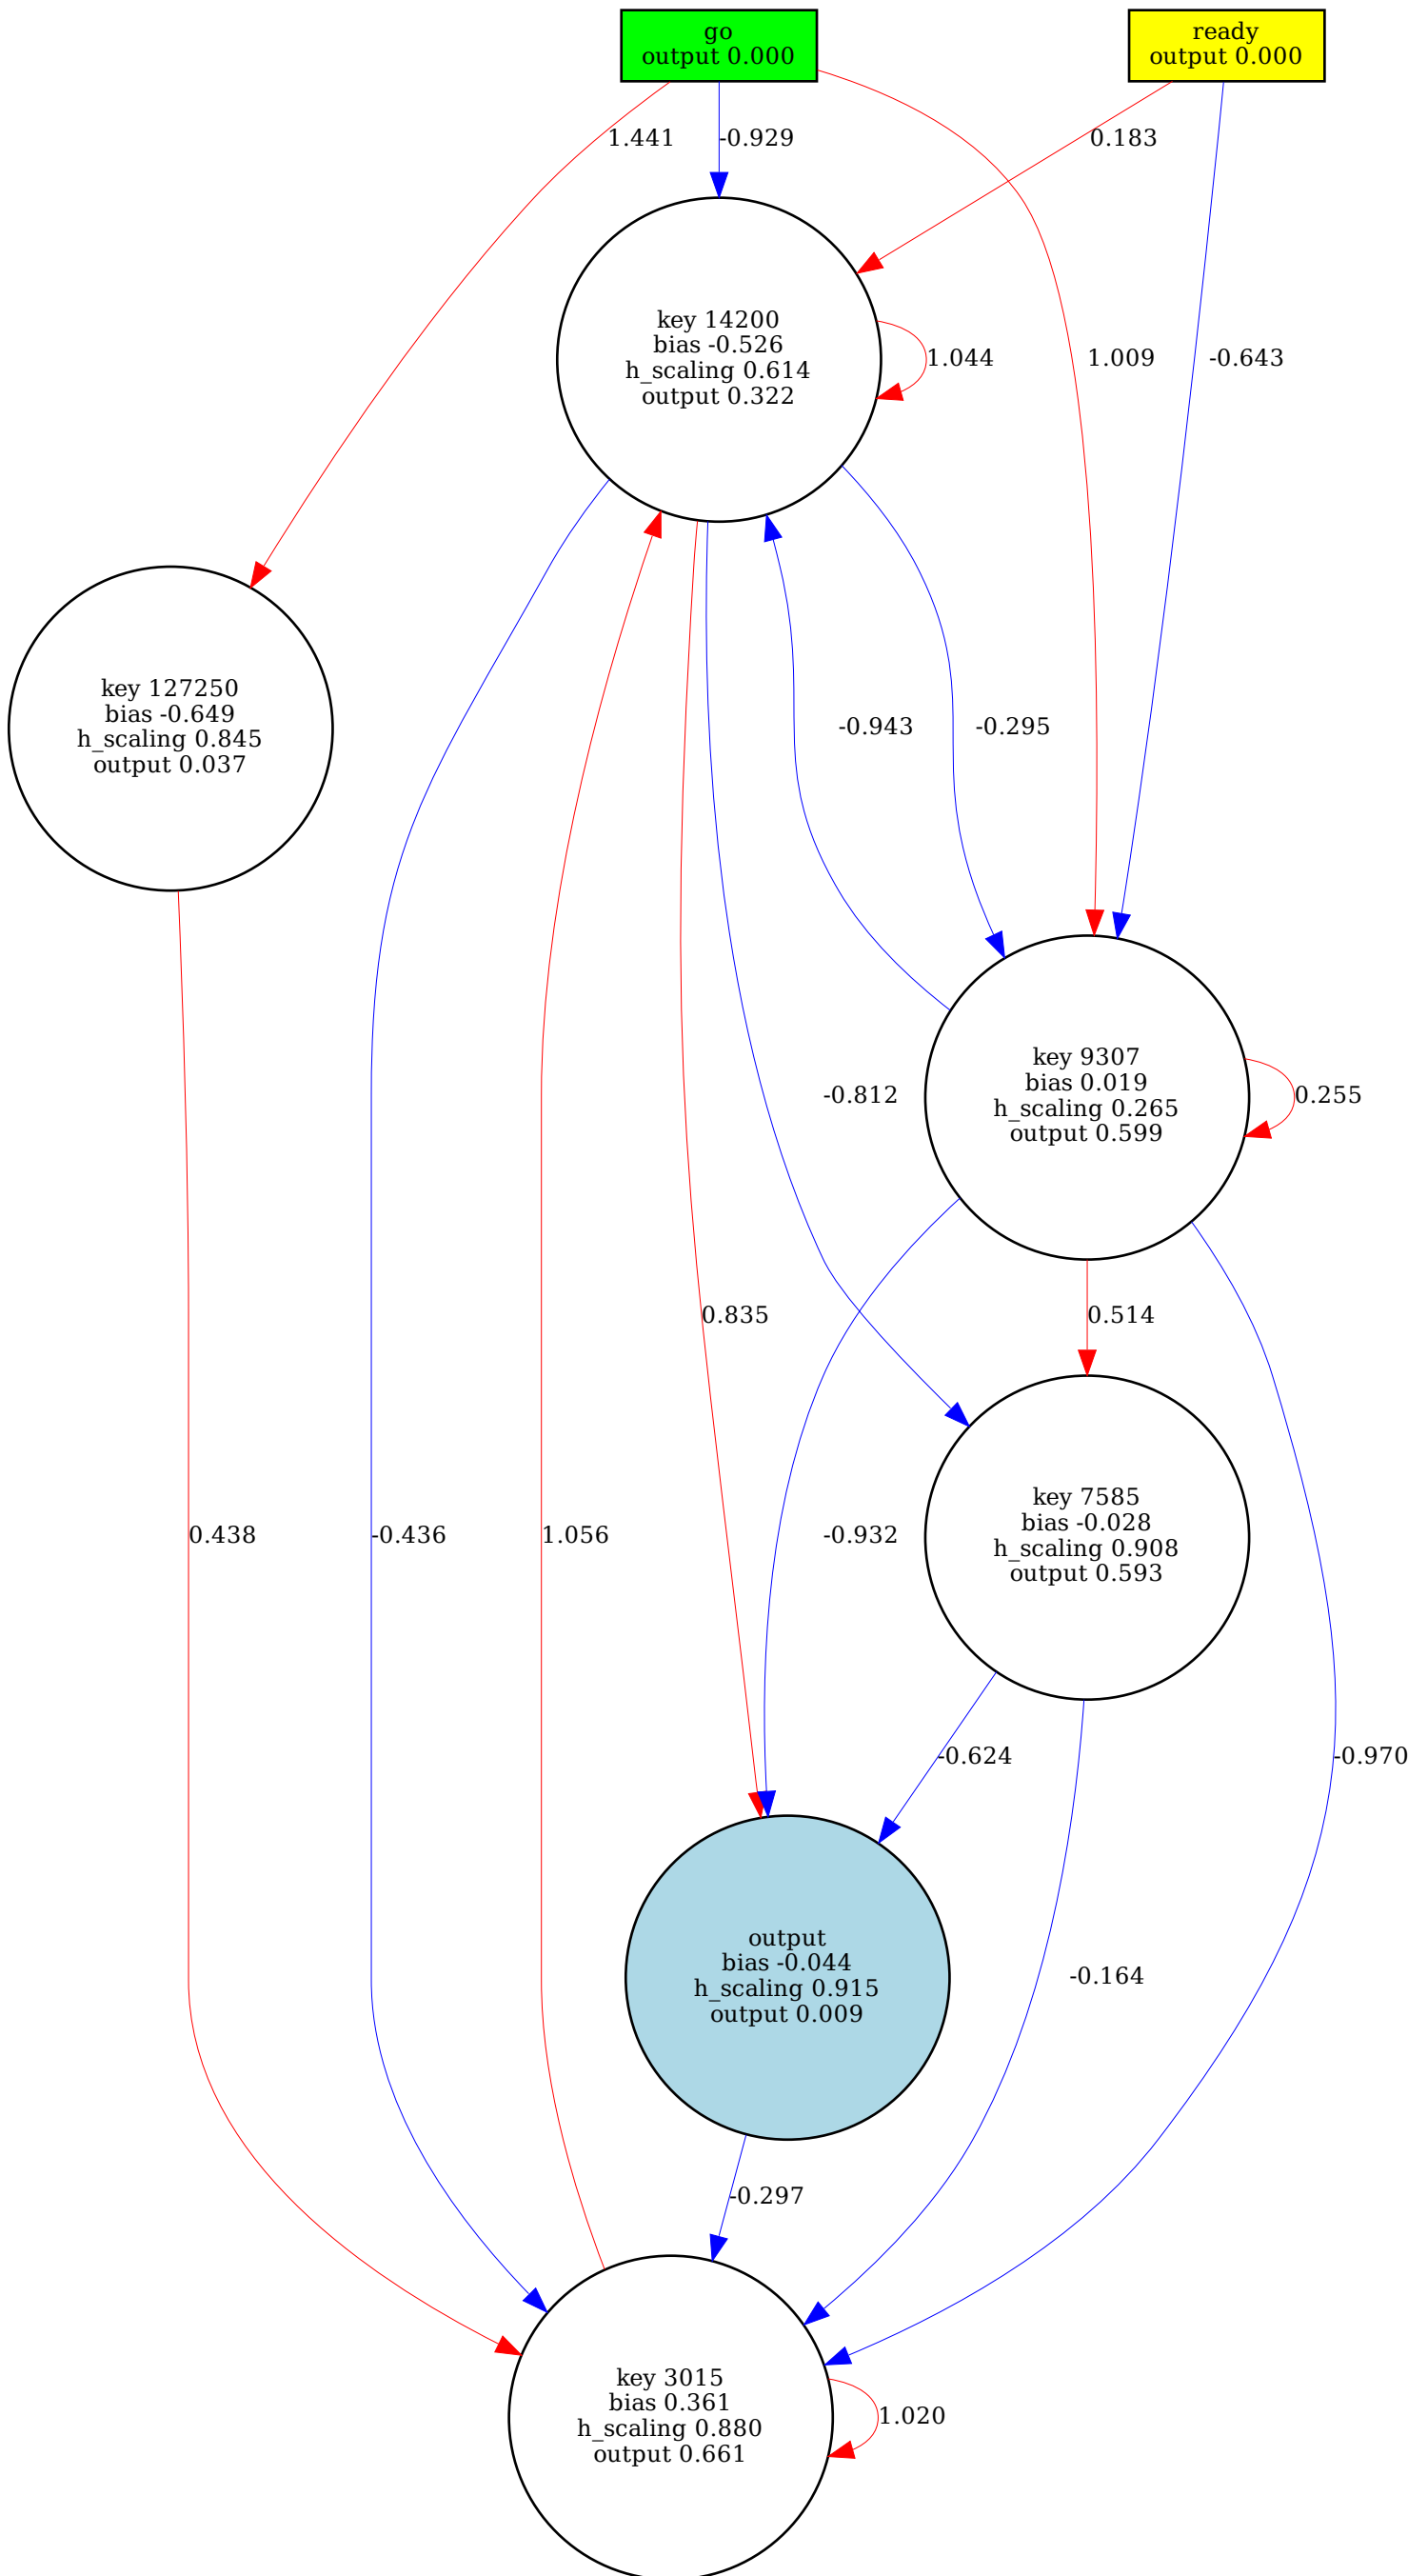 go
output 0.000
ready
output 0.000
1.441
-0.929
0.183
key 14200
bias -0.526
h_scaling 0.614
output 0.322
1.044
1.009
-0.643
key 127250
bias -0.649
h_scaling 0.845
output 0.037
-0.943
-0.295
key 9307
bias 0.019
h_scaling 0.265
output 0.599
-0.812
0.255
0.835
0.514
key 7585
bias -0.028
h_scaling 0.908
output 0.593
0.438
-0.436
1.056
-0.932
-0.624
-0.970
output
bias -0.044
h_scaling 0.915
output 0.009
-0.164
-0.297
key 3015
bias 0.361
h_scaling 0.880
output 0.661
1.020